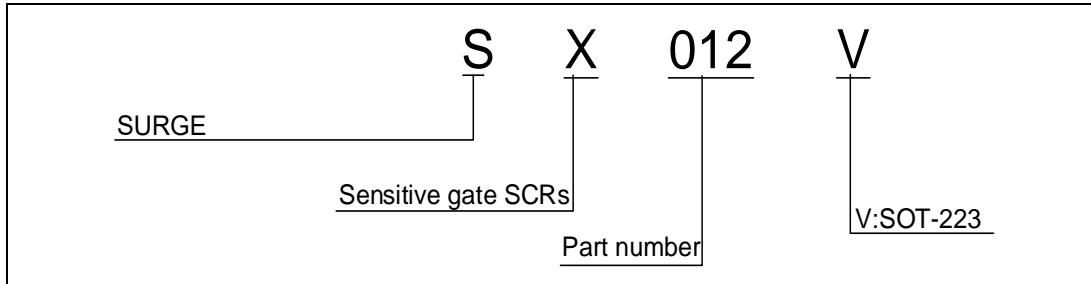 S X 012 V
SURGE
Sensitive gate SCRs
V:SOT-223
Part number